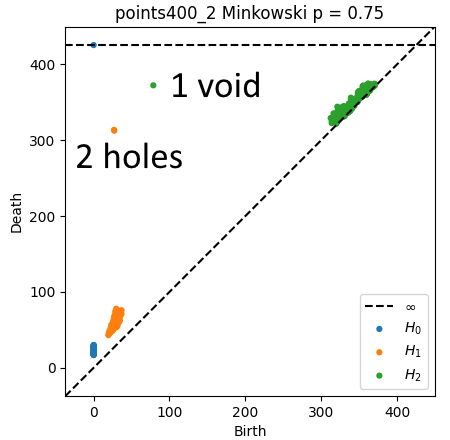 points400_2 Minkowski p = 0.75
400
300
200
100
0
Death
1 void
2 holes
∞
H₀
H₁
H₂
0 100 200 300 400
Birth